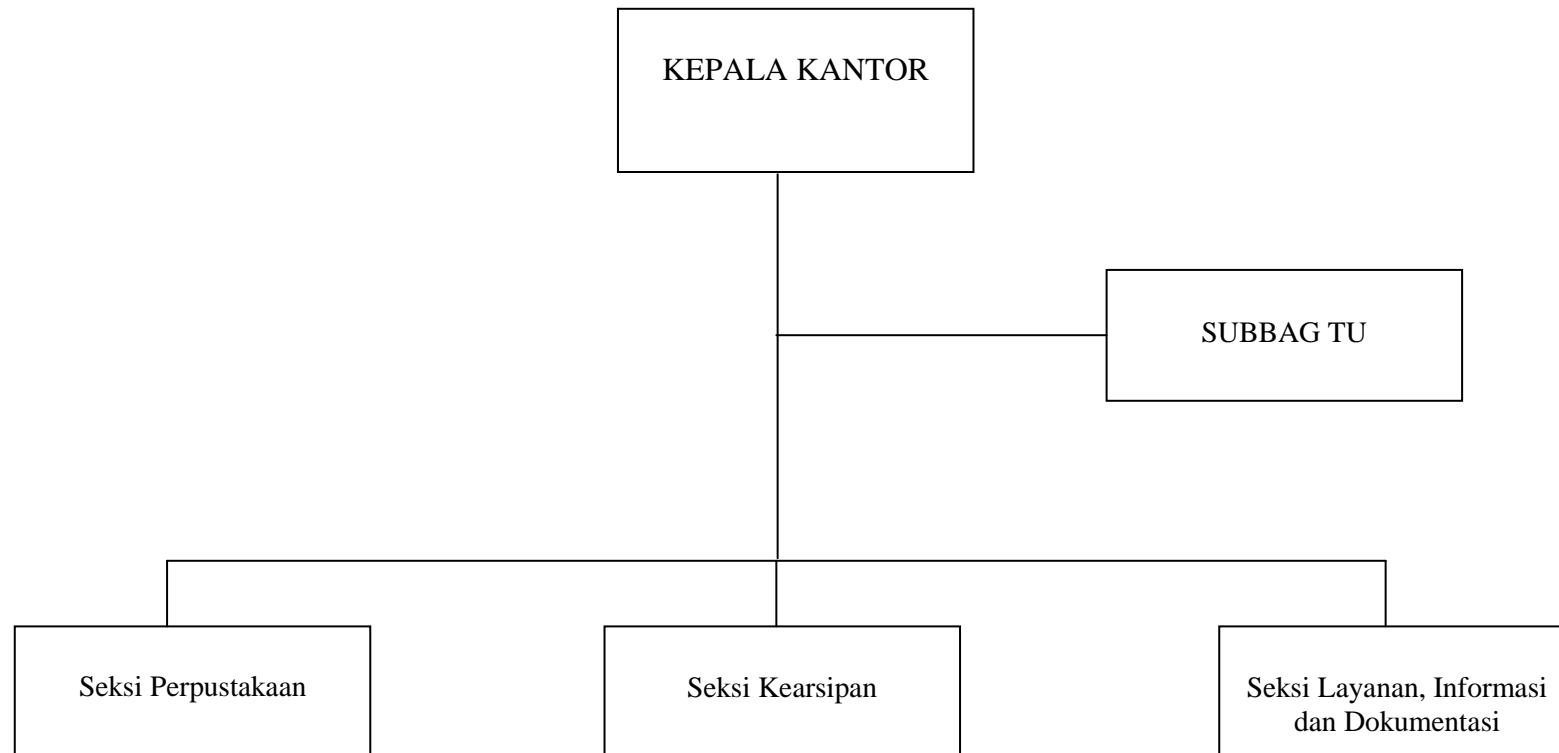 KEPALA KANTOR
SUBBAG TU
Seksi Perpustakaan
Seksi Kearsipan
Seksi Layanan, Informasi
dan Dokumentasi